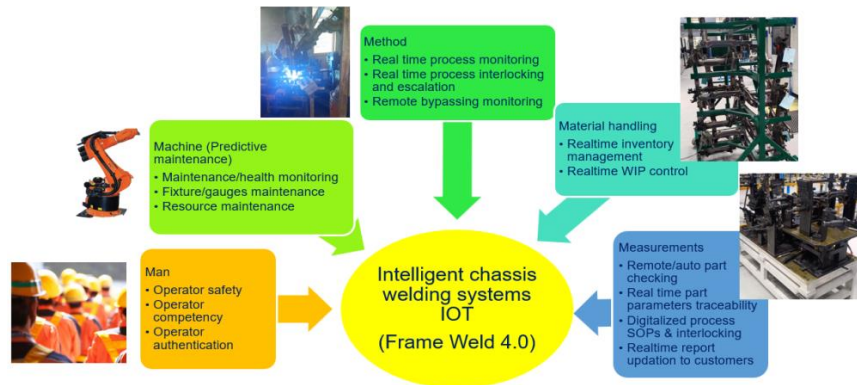 Method
• Real time process monitoring
• Real time process interlocking
and escalation
• Remote bypassing monitoring
Machine (Predictive
maintenance)
• Maintenance/health monitoring
• Fixture/gauges maintenance
• Resource maintenance
Material handling
• Realtime inventory
management
• Realtime WIP control
Man
• Operator safety
• Operator
competency
• Operator
authentication
Intelligent chassis
welding systems
IOT
(Frame Weld 4.0)
Measurements
• Remote/auto part
checking
• Real time part
parameters traceability
• Digitalized process
SOPs & interlocking
• Realtime report
updation to customers